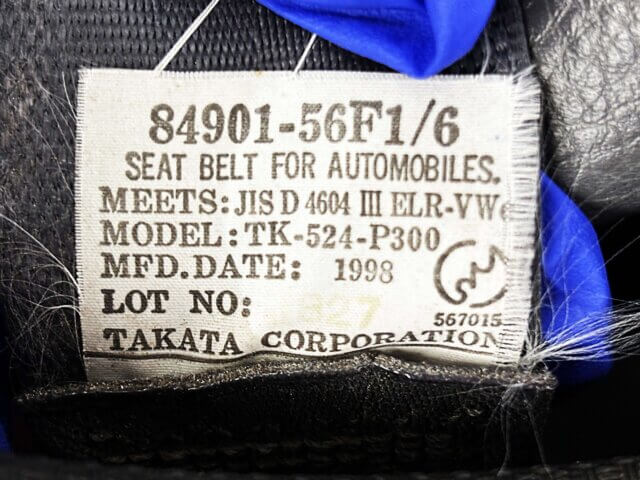 84901-56F1/6
SEAT BELT FOR AUTOMOBILES.
MEETS: JIS D 4604 III ELR-VW
MODEL: TK-524-P300
MFD. DATE: 1998
LOT NO: 327
567015
TAKATA CORPORATION